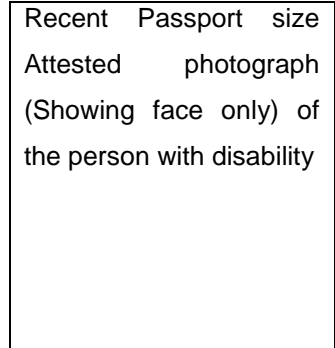 Recent Passport size
Attested photograph
(Showing face only) of
the person with disability